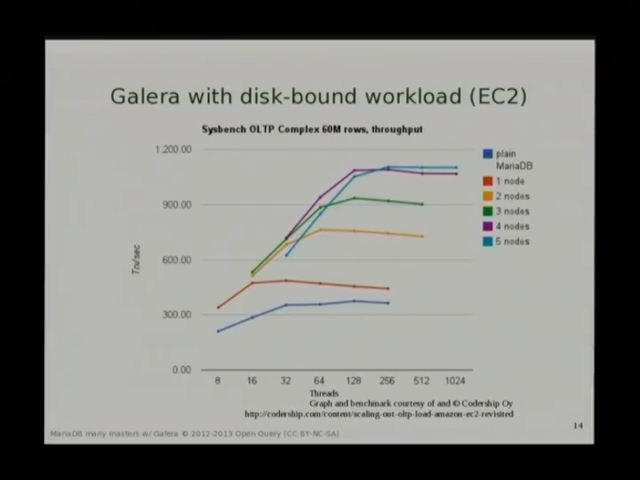 Galera with disk-bound workload (EC2)
Sysbench OLTP Complex 60M rows, throughput
1,200.00
900.00
600.00
300.00
0.00
Trx/sec
8 16 32 64 128 256 512 1024
Threads
plain
MariaDB
1 node
2 nodes
3 nodes
4 nodes
5 nodes
Graph and benchmark courtesy of and © Codership Oy
http://codership.com/content/scaling-out-oltp-load-amazon-ec2-revisited
14
MariaDB many masters w/ Galera © 2012-2013 Open Query (CC BY-NC-SA)